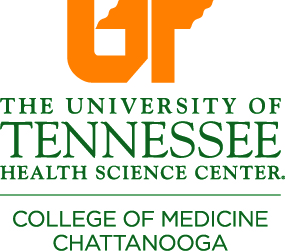 THE UNIVERSITY OF
TENNESSEE
HEALTH SCIENCE CENTER.
COLLEGE OF MEDICINE
CHATTANOOGA